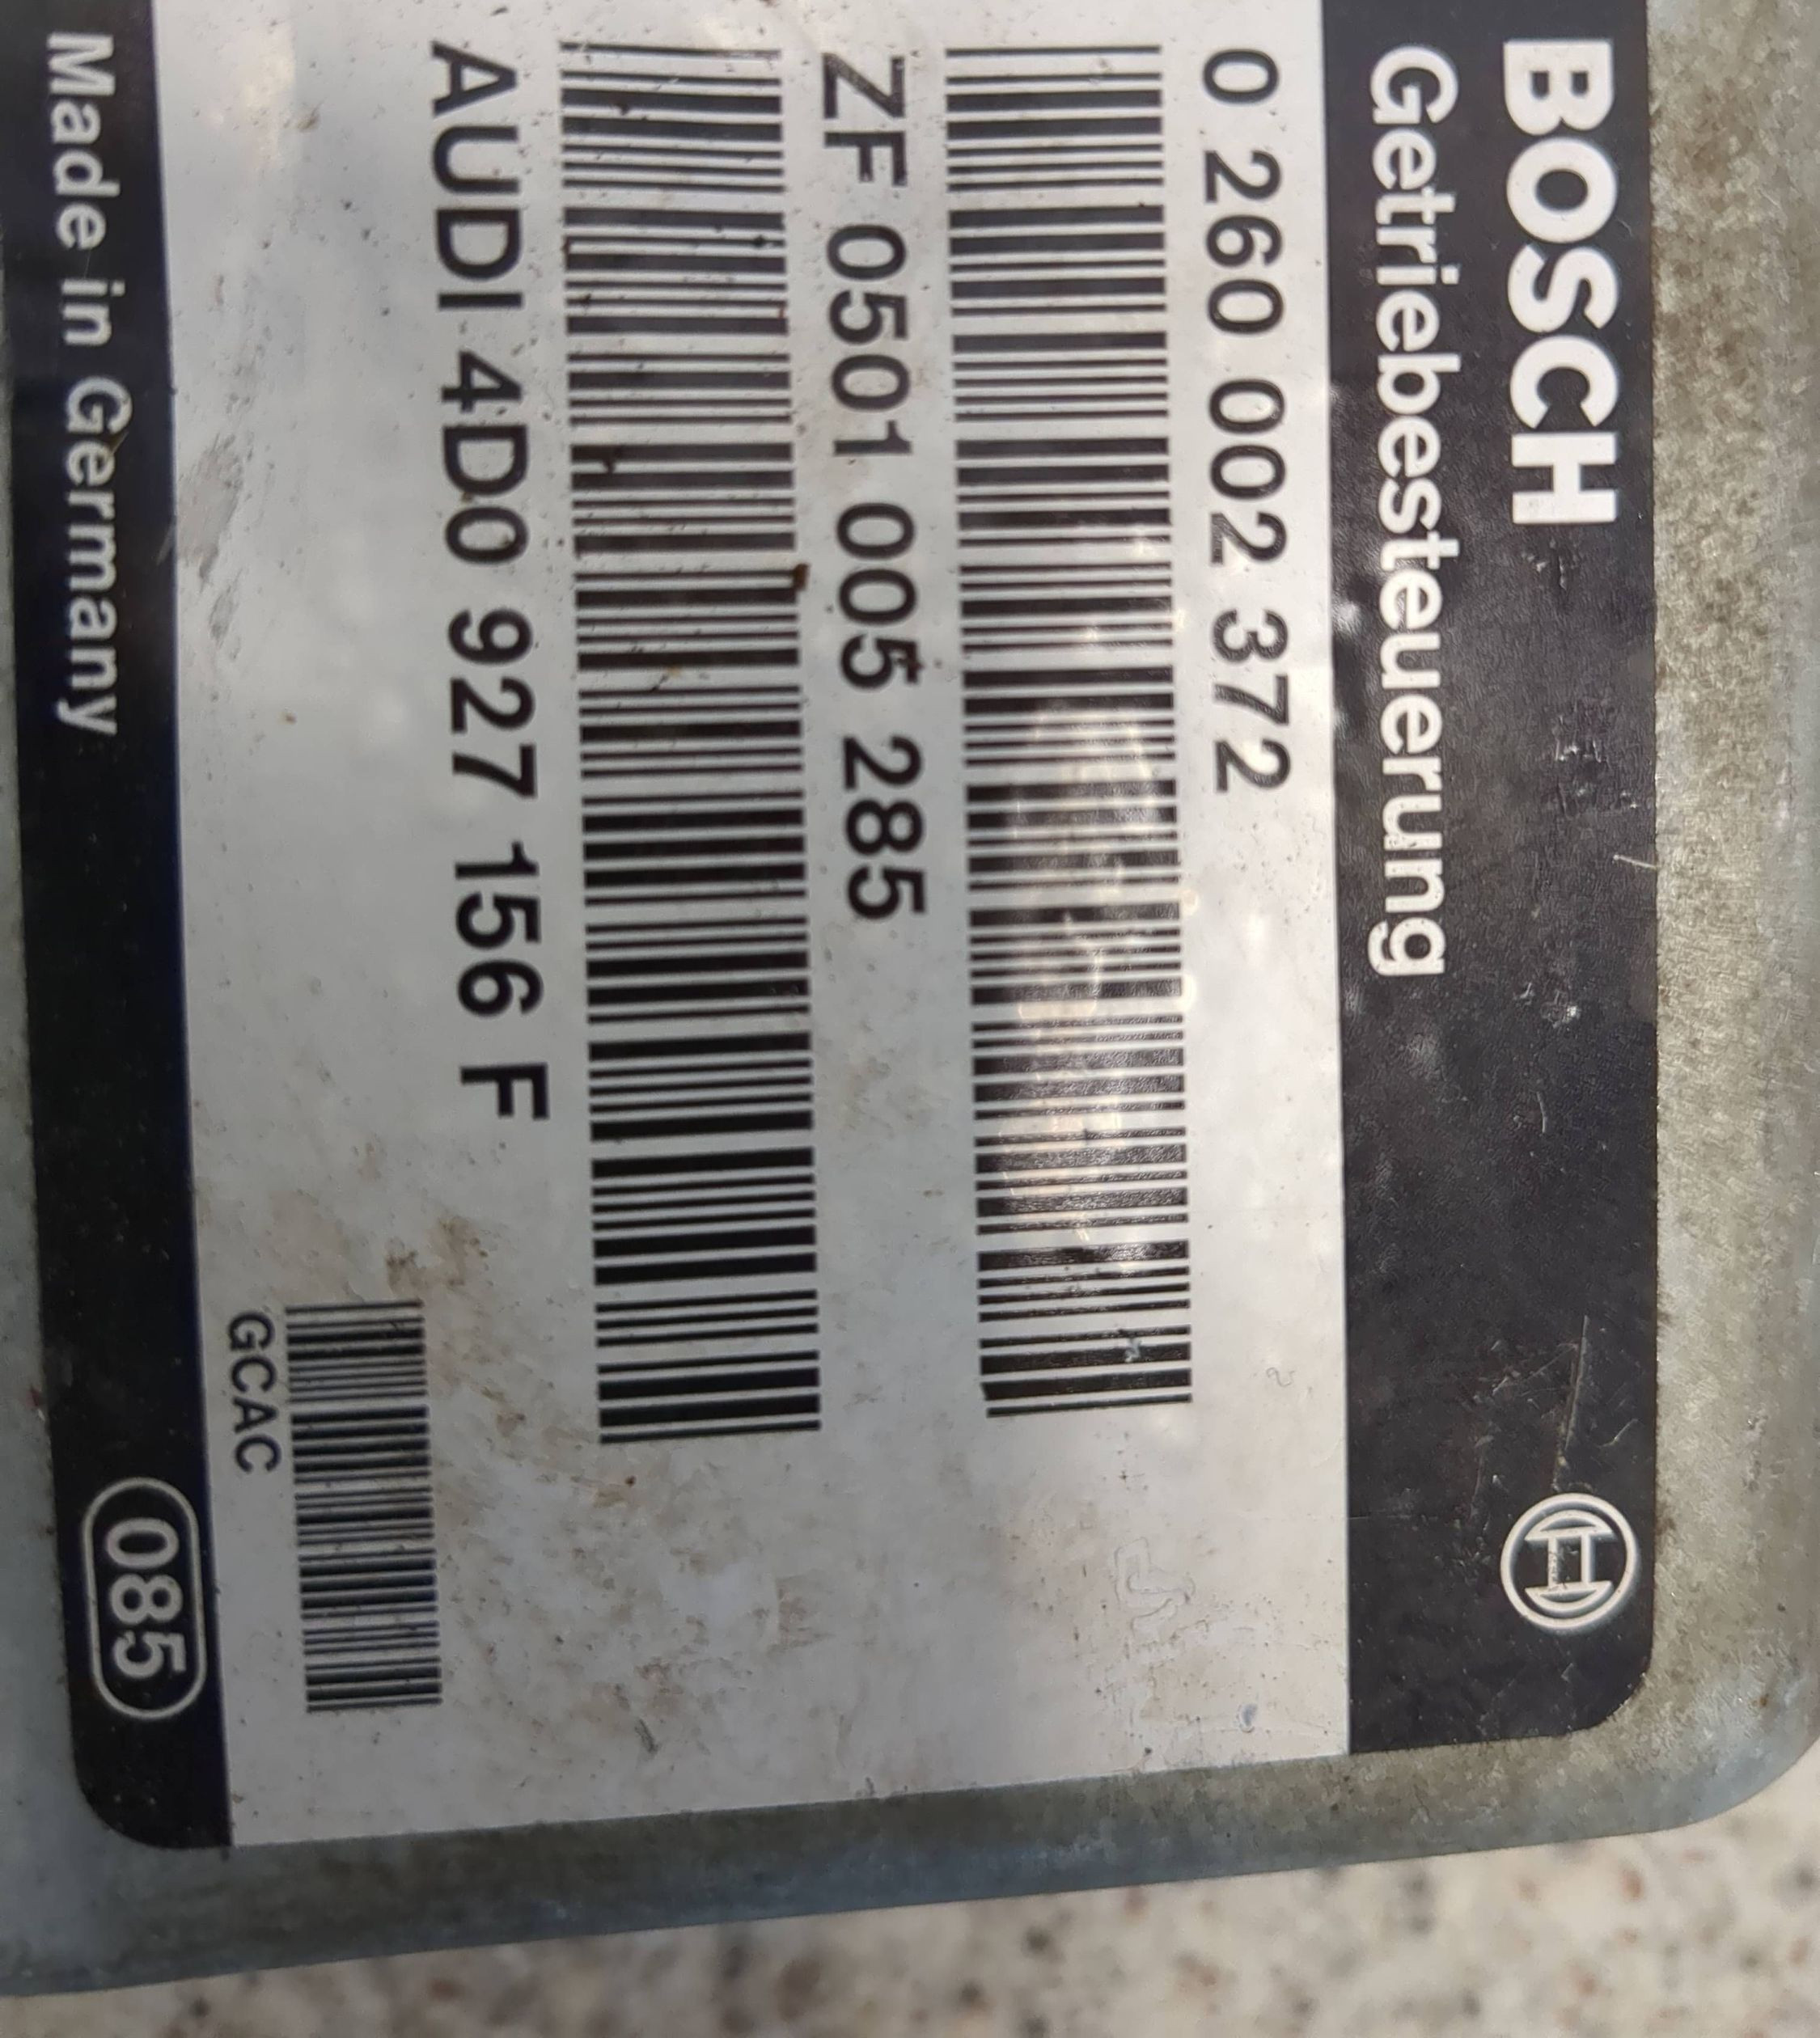 BOSCH
Getriebesteuerung
0 260 002 372
ZF 0501 005 285
AUDI 4D0 927 156 F
GCAC
Made in Germany
085